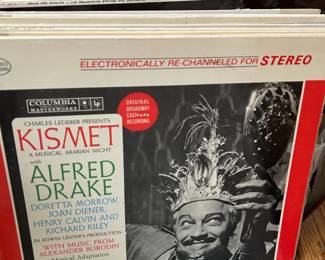 ELECTRONICALLY RE-CHANNELED FOR STEREO
COLUMBIA
MASTERWORKS
ORIGINAL
BROADWAY
CAST
RECORDING
CHARLES LEDERER PRESENTS
KISMET
A MUSICAL ARABIAN NIGHT
with
ALFRED DRAKE
DORETTA MORROW,
JOAN DIENER,
HENRY CALVIN AND
RICHARD KILEY
IN EDWIN LESTER'S PRODUCTION
WITH MUSIC FROM
ALEXANDER BORODIN
Musical Adaptation